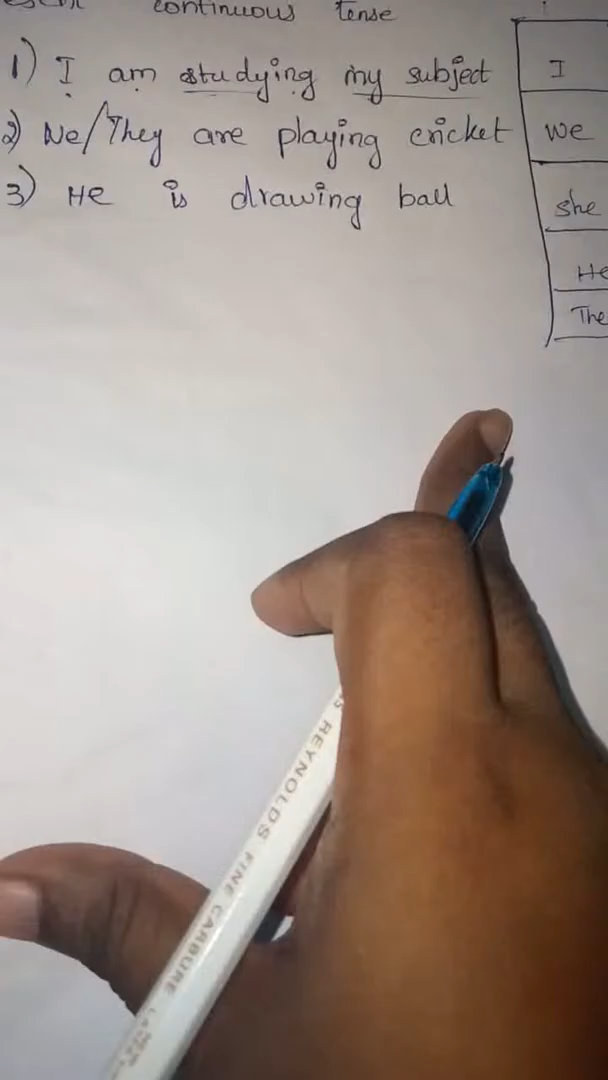 continuous tense
1) I am studying my subject
2) We/They are playing cricket
3) He is drawing ball
I
we
she
He
The
REYNOLDS FINE CARBURE